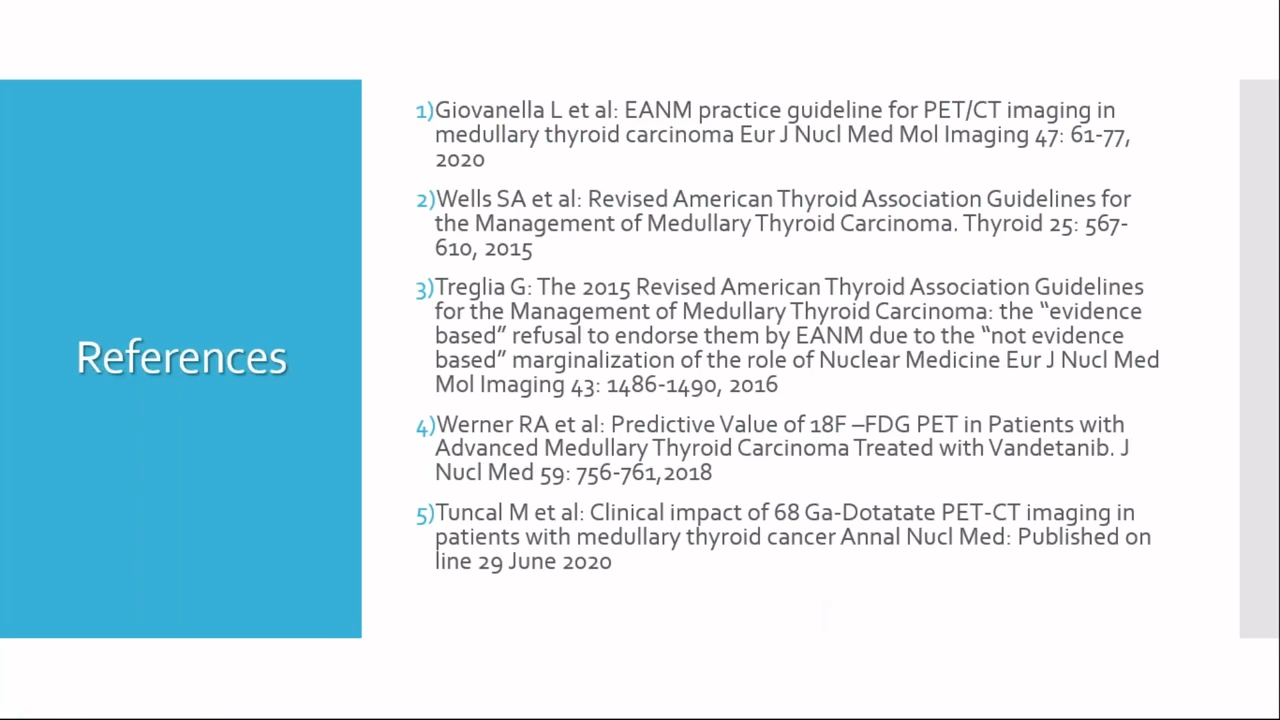 References
1)Giovanella L et al: EANM practice guideline for PET/CT imaging in
medullary thyroid carcinoma Eur J Nucl Med Mol Imaging 47: 61-77,
2020
2)Wells SA et al: Revised American Thyroid Association Guidelines for
the Management of Medullary Thyroid Carcinoma. Thyroid 25: 567-
610, 2015
3)Treglia G: The 2015 Revised American Thyroid Association Guidelines
for the Management of Medullary Thyroid Carcinoma: the “evidence
based” refusal to endorse them by EANM due to the “not evidence
based” marginalization of the role of Nuclear Medicine Eur J Nucl Med
Mol Imaging 43: 1486-1490, 2016
4)Werner RA et al: Predictive Value of 18F –FDG PET in Patients with
Advanced Medullary Thyroid Carcinoma Treated with Vandetanib. J
Nucl Med 59: 756-761,2018
5)Tuncal M et al: Clinical impact of 68 Ga-Dotatate PET-CT imaging in
patients with medullary thyroid cancer Annal Nucl Med: Published on
line 29 June 2020